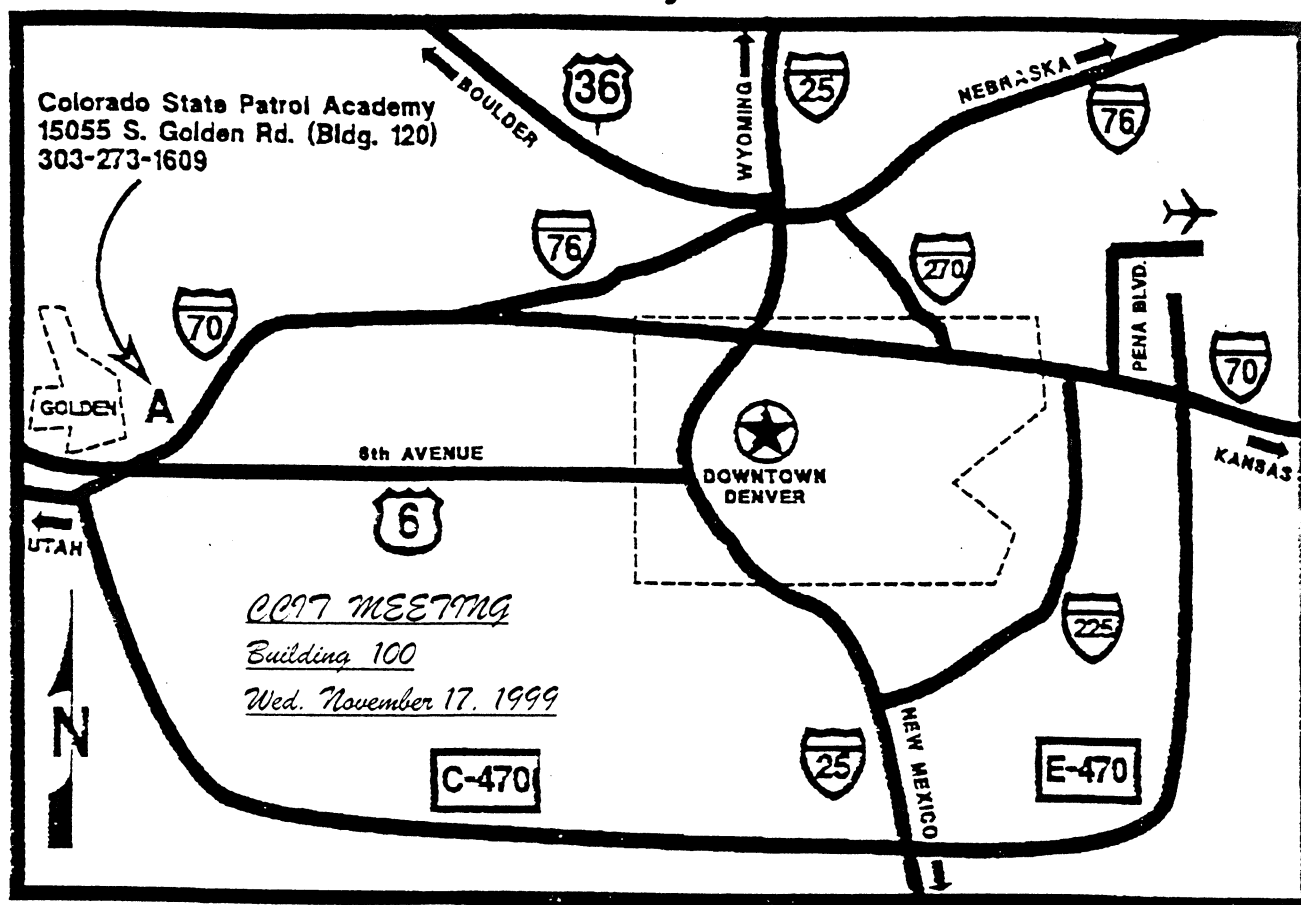 Colorado State Patrol Academy
15055 S. Golden Rd. (Bldg. 120)
303-273-1609
BOULDER
36
WYOMING
25
NEBRASKA
76
76
270
PENA BLVD.
70
70
GOLDEN
A
6th AVENUE
6
DOWNTOWN
DENVER
KANSAS
UTAH
CCIT MEETING
Building 100
Wed. November 17. 1999
225
N
C-470
25
NEW MEXICO
E-470